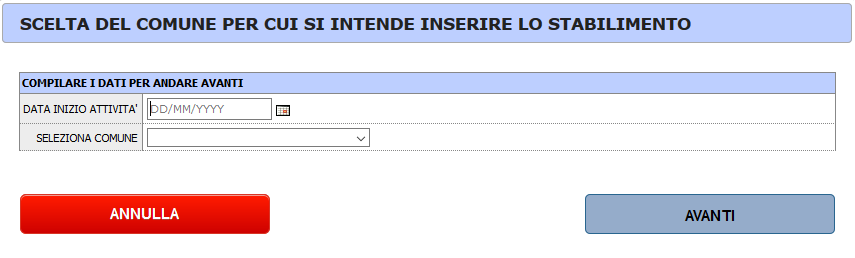 SCELTA DEL COMUNE PER CUI SI INTENDE INSERIRE LO STABILIMENTO
COMPILARE I DATI PER ANDARE AVANTI
DATA INIZIO ATTIVITA' DD/MM/YYYY
SELEZIONA COMUNE
ANNULLA AVANTI